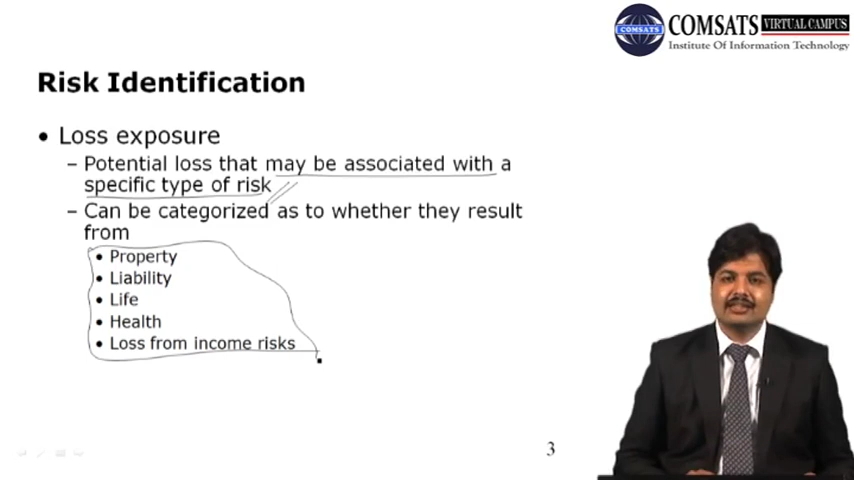 COMSATS
COMSATS VIRTUAL CAMPUS
Institute Of Information Technology
Risk Identification
• Loss exposure
– Potential loss that may be associated with a
specific type of risk
– Can be categorized as to whether they result
from
• Property
• Liability
• Life
• Health
• Loss from income risks
3